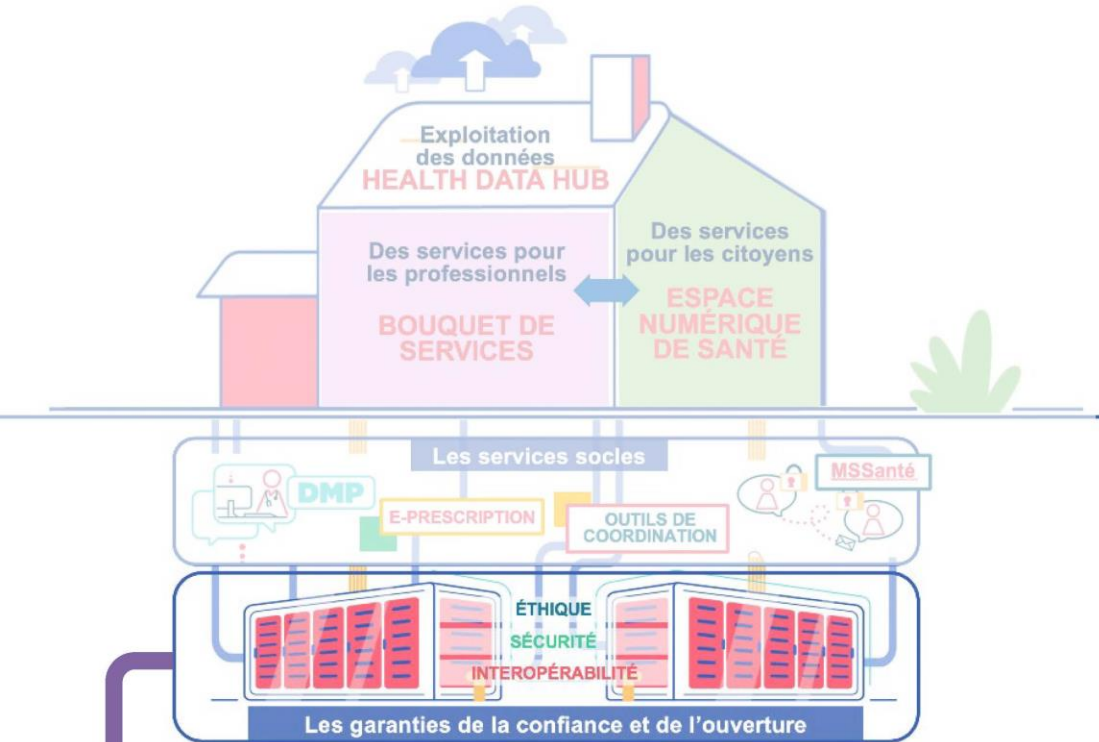 Exploitation
des données
HEALTH DATA HUB
Des services pour
les professionnels
BOUQUET DE
SERVICES
Des services
pour les citoyens
ESPACE
NUMÉRIQUE
DE SANTÉ
Les services socles
DMP
E-PRESCRIPTION
OUTILS DE
COORDINATION
MSSanté
ÉTHIQUE
SÉCURITÉ
INTEROPÉRABILITÉ
Les garanties de la confiance et de l’ouverture